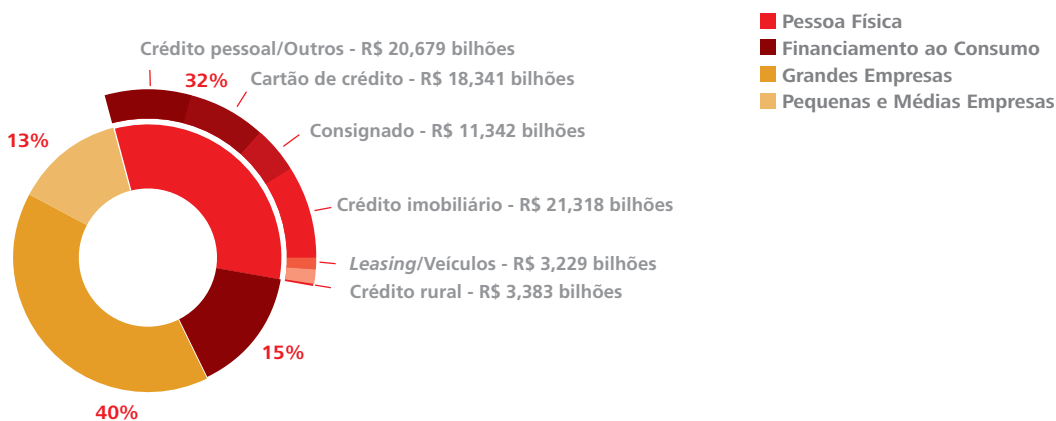 Crédito pessoal/Outros - R$ 20,679 bilhões
32%
Cartão de crédito - R$ 18,341 bilhões
Consignado - R$ 11,342 bilhões
13%
Crédito imobiliário - R$ 21,318 bilhões
Leasing/Veículos - R$ 3,229 bilhões
Crédito rural - R$ 3,383 bilhões
15%
40%
Pessoa Física
Financiamento ao Consumo
Grandes Empresas
Pequenas e Médias Empresas